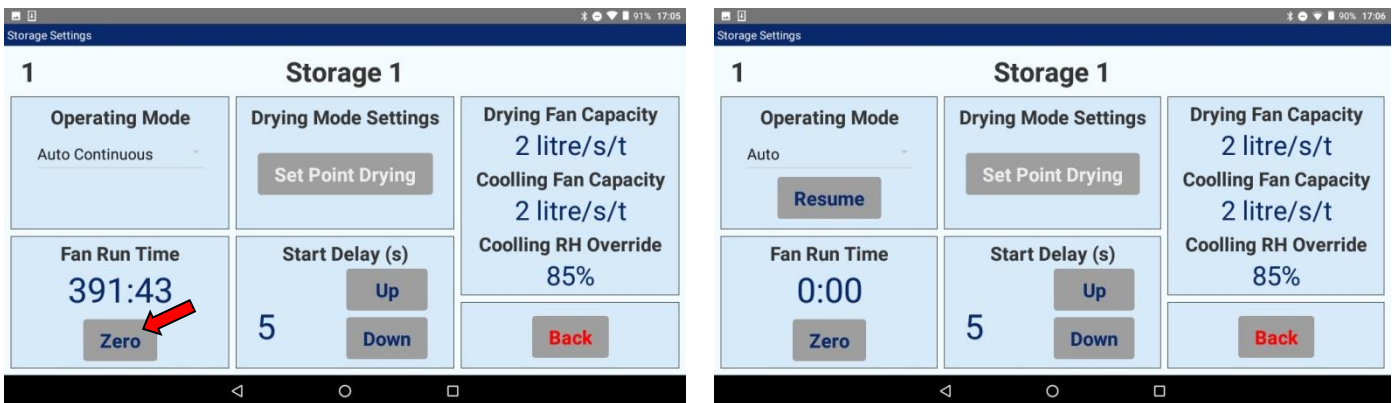 91% 17:05
Storage Settings
1 Storage 1
Operating Mode
Auto Continuous
Drying Mode Settings
Set Point Drying
Drying Fan Capacity
2 litre/s/t
Coolling Fan Capacity
2 litre/s/t
Coolling RH Override
85%
Fan Run Time
391:43
Zero
Start Delay (s)
5
Up
Down
Back
90% 17:06
Storage Settings
1 Storage 1
Operating Mode
Auto
Resume
Drying Mode Settings
Set Point Drying
Drying Fan Capacity
2 litre/s/t
Coolling Fan Capacity
2 litre/s/t
Coolling RH Override
85%
Fan Run Time
0:00
Zero
Start Delay (s)
5
Up
Down
Back